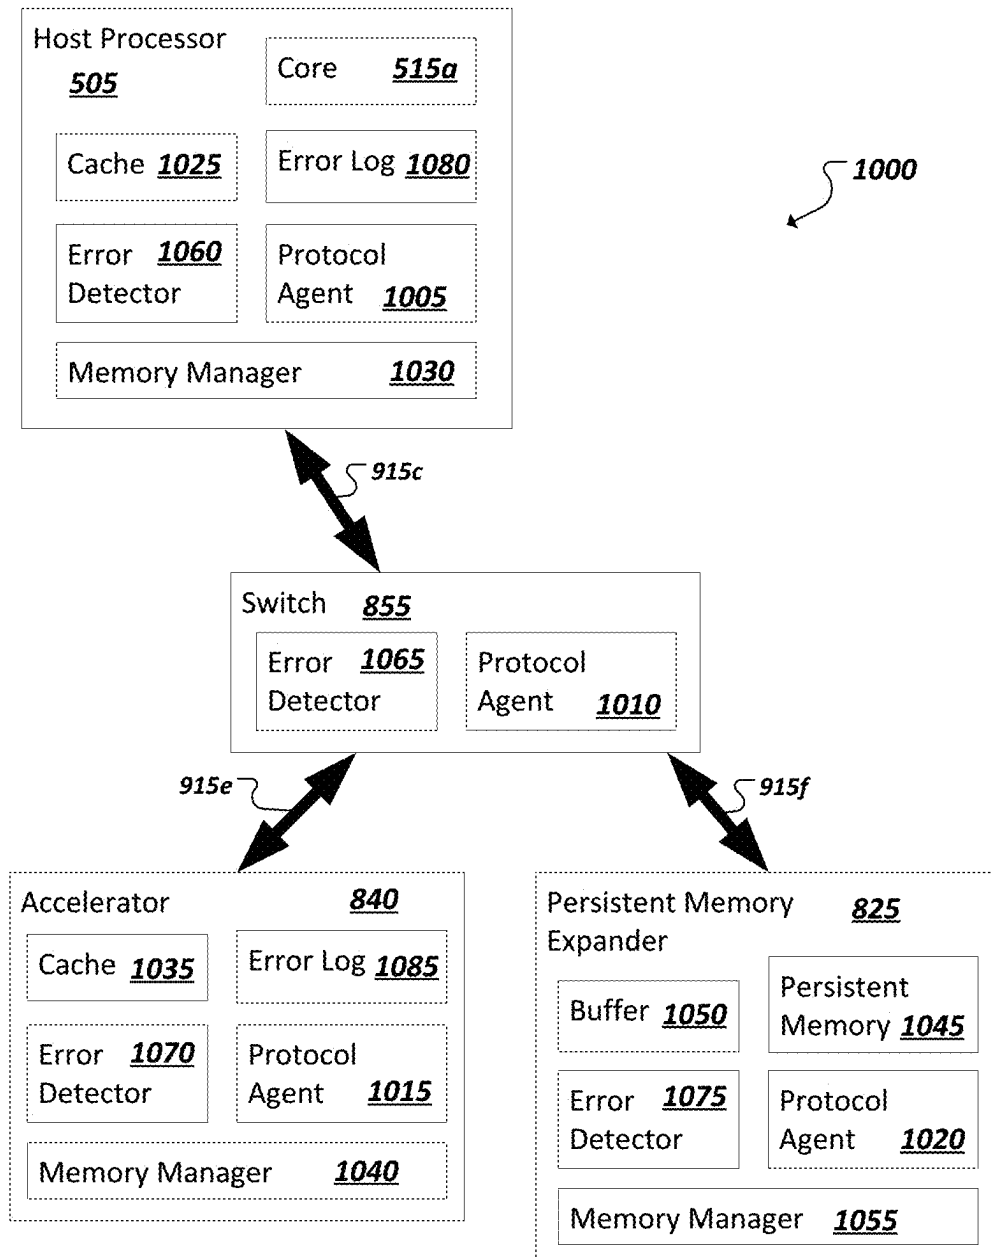 Host Processor
505
Core 515a
Cache 1025
Error Log 1080
1000
Error 1060
Detector
Protocol
Agent 1005
Memory Manager 1030
915c
Switch 855
Error 1065
Detector
Protocol
Agent 1010
915e
915f
Accelerator 840
Cache 1035
Error Log 1085
Error 1070
Detector
Protocol
Agent 1015
Memory Manager 1040
Persistent Memory 825
Expander
Buffer 1050
Persistent
Memory 1045
Error 1075
Detector
Protocol
Agent 1020
Memory Manager 1055